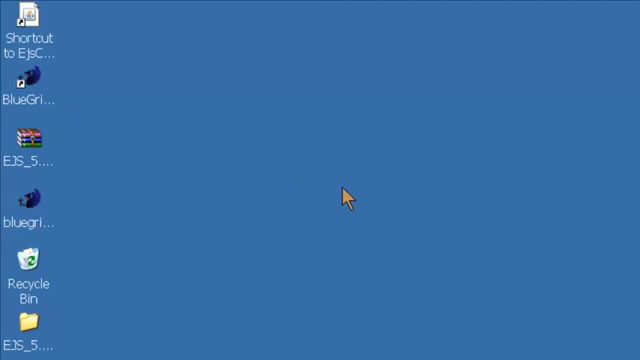 Shortcut
to EjsC...
BlueGri...
EJS_5....
bluegri...
Recycle
Bin
EJS_5....